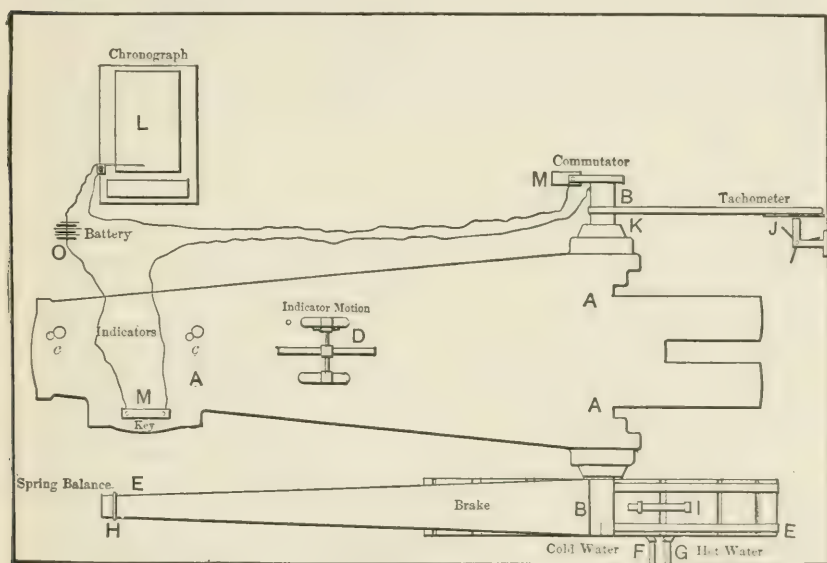 Chronograph
L
Commutator
M
B
Tachometer
Battery
K
J
O
A
Indicator Motion
D
Indicators
c
c
A
M
A
Key
Spring Balance.
E
Brake
B
I
H
E
Cold Water
F
G
Hot Water